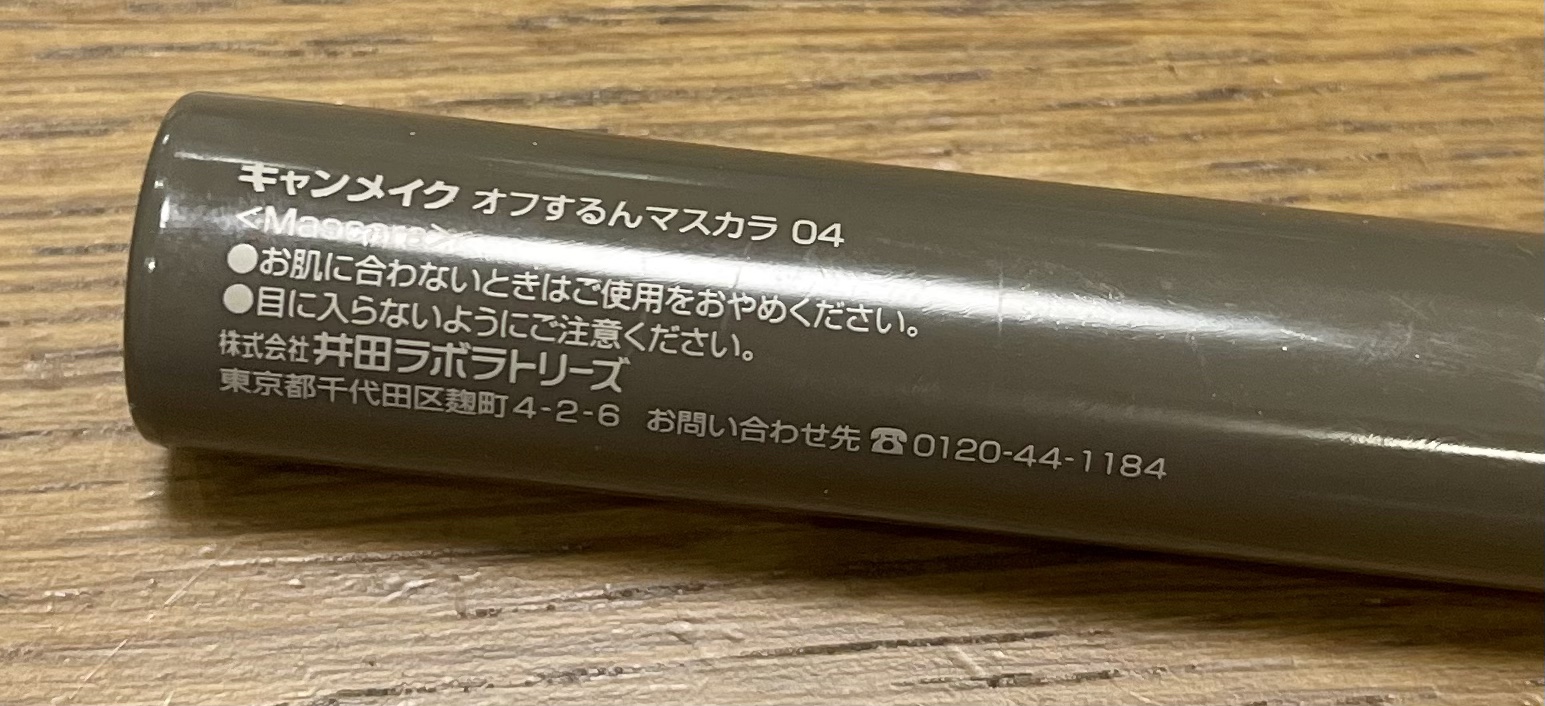 キャンメイク オフするんマスカラ 04
<Mascara>
●お肌に合わないときはご使用をおやめください。
●目に入らないようにご注意ください。
株式会社井田ラボラトリーズ
東京都千代田区麹町4-2-6 お問い合わせ先☎0120-44-1184